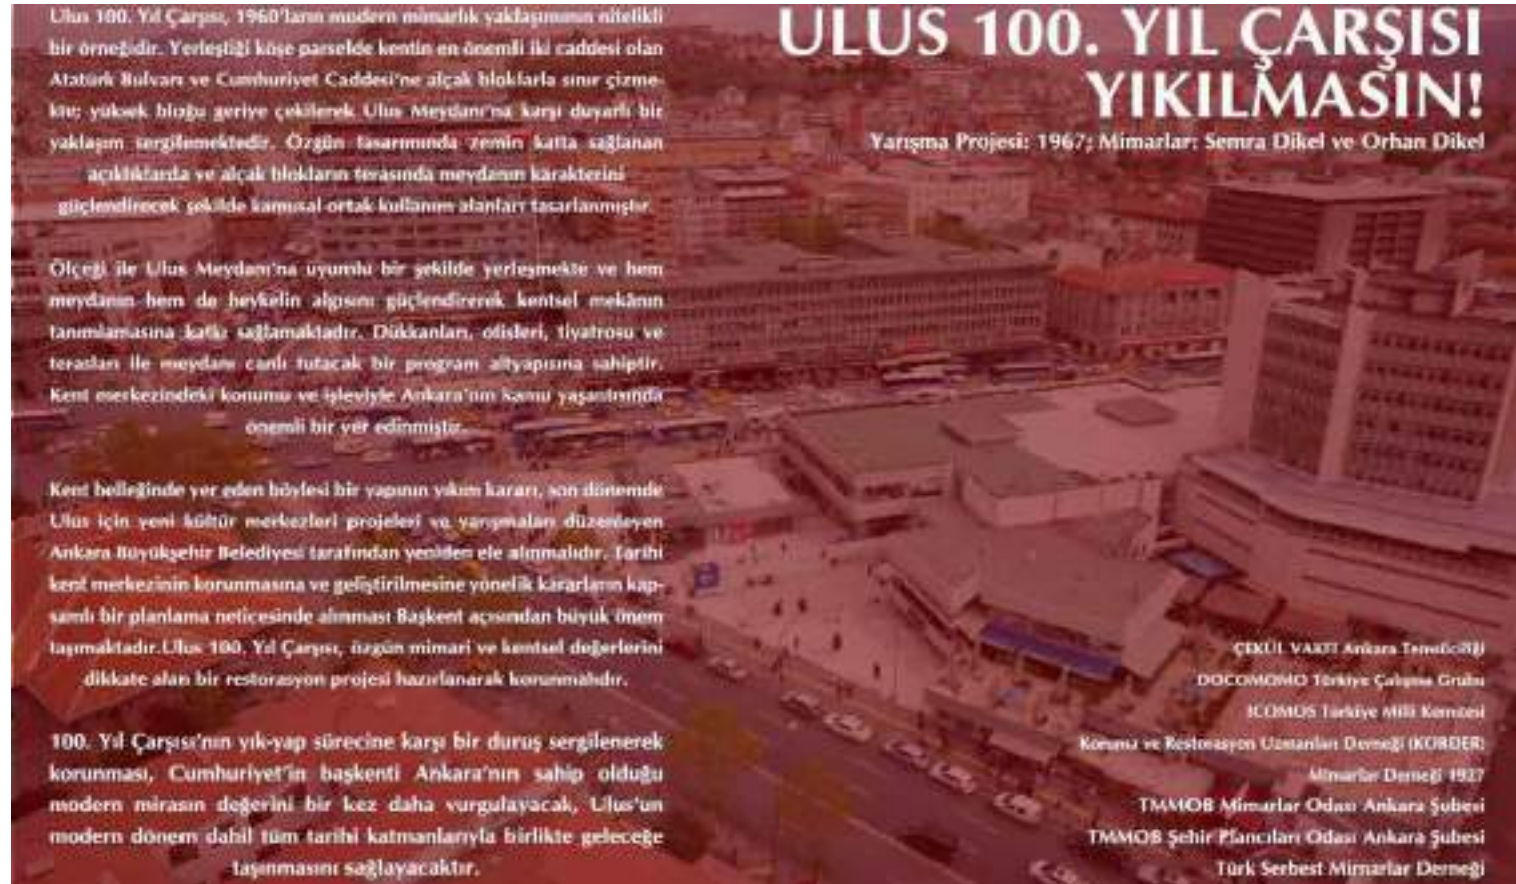 Ulus 100. Yıl Çarşısı, 1960'ların modern mimarlık yaklaşımının nitelikli
bir örneğidir. Yerleştiği köşe parselde kentin en önemli iki caddesi olan
Atatürk Bulvarı ve Cumhuriyet Caddesi'ne alçak bloklarla sınır çizme-
kte; yüksek bloğu geriye çekilerek Ulus Meydanı'na karşı duyarlı bir
yaklaşım sergilemektedir. Özgün tasarımında zemin katta sağlanan
açıklıklarda ve alçak blokların terasında meydanın karakterini
güçlendirecek şekilde kamusal ortak kullanım alanları tasarlanmıştır.
Ölçeği ile Ulus Meydanı'na uyumlu bir şekilde yerleşmekte ve hem
meydanın hem de heykelin algısını güçlendirerek kentsel mekânın
tanımlamasına katkı sağlamaktadır. Dükkanları, ofisleri, tiyatrosu ve
terasları ile meydanı canlı tutacak bir program altyapısına sahiptir.
Kent merkezindeki konumu ve işleviyle Ankara'nın kamu yaşantısında
önemli bir yer edinmiştir.
Kent belleğinde yer eden böylesi bir yapının yıkım kararı, son dönemde
Ulus için yeni kültür merkezleri projeleri ve yarışmaları düzenleyen
Ankara Büyükşehir Belediyesi tarafından yeniden ele alınmalıdır. Tarihi
kent merkezinin korunmasına ve geliştirilmesine yönelik kararların kap-
samlı bir planlama neticesinde alınması Başkent açısından büyük önem
taşımaktadır.Ulus 100. Yıl Çarşısı, özgün mimari ve kentsel değerlerini
dikkate alan bir restorasyon projesi hazırlanarak korunmalıdır.
100. Yıl Çarşısı'nın yık-yap sürecine karşı bir duruş sergilenerek
korunması, Cumhuriyet'in başkenti Ankara'nın sahip olduğu
modern mirasın değerini bir kez daha vurgulayacak, Ulus'un
modern dönem dahil tüm tarihi katmanlarıyla birlikte geleceğe
taşınmasını sağlayacaktır.
ULUS 100. YIL ÇARŞISI
YIKILMASIN!
Yarışma Projesi: 1967; Mimarlar: Semra Dikel ve Orhan Dikel
ÇEKÜL VAKFI Ankara Temsilciliği
DOCOMOMO Türkiye Çalışma Grubu
ICOMOS Türkiye Milli Komitesi
Koruma ve Restorasyon Uzmanları Derneği (KORDER)
Mimarlar Derneği 1927
TMMOB Mimarlar Odası Ankara Şubesi
TMMOB Şehir Plancıları Odası Ankara Şubesi
Türk Serbest Mimarlar Derneği